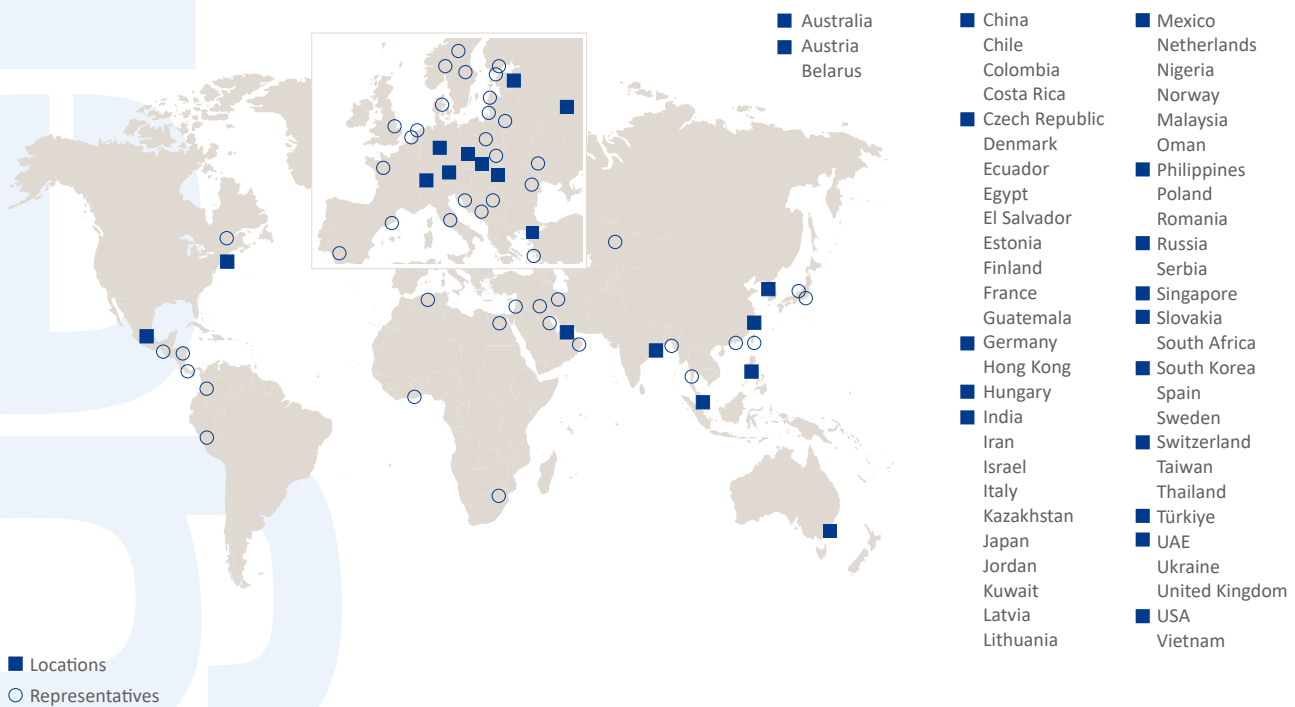 Australia
Austria
Belarus
China
Chile
Colombia
Costa Rica
Czech Republic
Denmark
Ecuador
Egypt
El Salvador
Estonia
Finland
France
Guatemala
Germany
Hong Kong
Hungary
India
Iran
Israel
Italy
Kazakhstan
Japan
Jordan
Kuwait
Latvia
Lithuania
Mexico
Netherlands
Nigeria
Norway
Malaysia
Oman
Philippines
Poland
Romania
Russia
Serbia
Singapore
Slovakia
South Africa
South Korea
Spain
Sweden
Switzerland
Taiwan
Thailand
Türkiye
UAE
Ukraine
United Kingdom
USA
Vietnam
Locations
Representatives